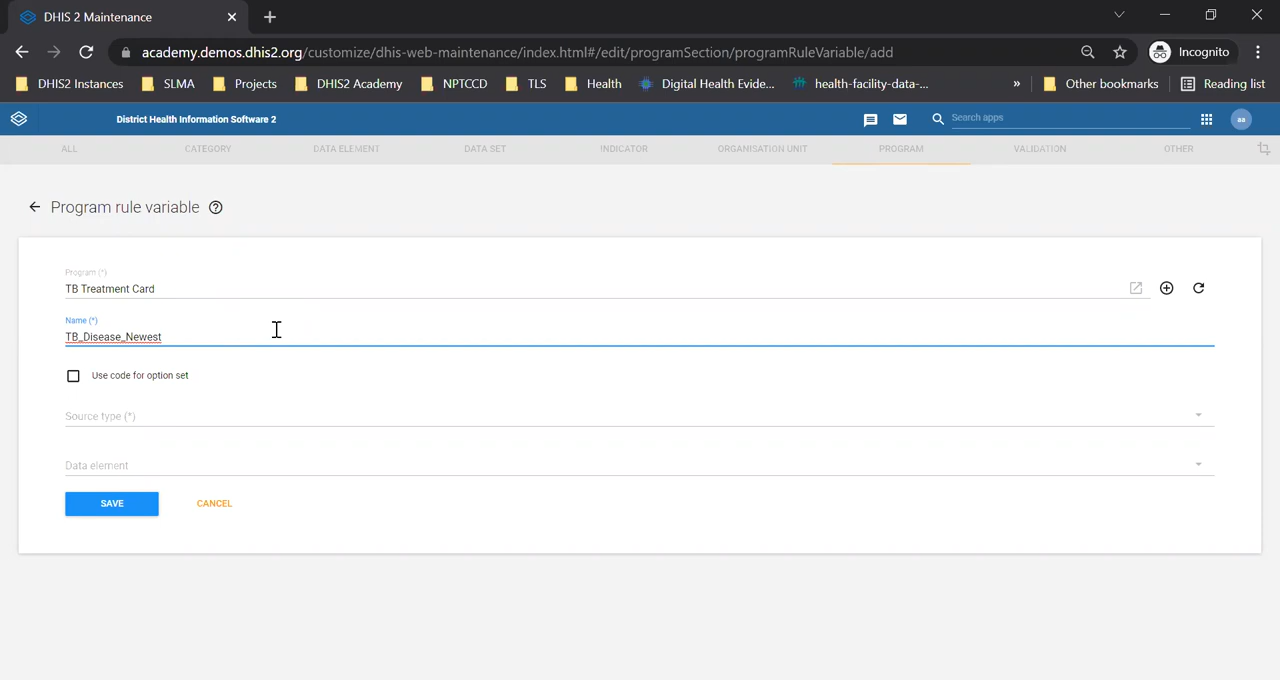 DHIS 2 Maintenance
academy.demos.dhis2.org/customize/dhis-web-maintenance/index.html#/edit/programSection/programRuleVariable/add
Incognito
DHIS2 Instances SLMA Projects DHIS2 Academy NPTCCD TLS Health Digital Health Evide... health-facility-data-... » Other bookmarks Reading list
District Health Information Software 2 Search apps aa
ALL CATEGORY DATA ELEMENT DATA SET INDICATOR ORGANISATION UNIT PROGRAM VALIDATION OTHER
Program rule variable
Program (*)
TB Treatment Card
Name (*)
TB_Disease_Newest
Use code for option set
Source type (*)
Data element
SAVE CANCEL